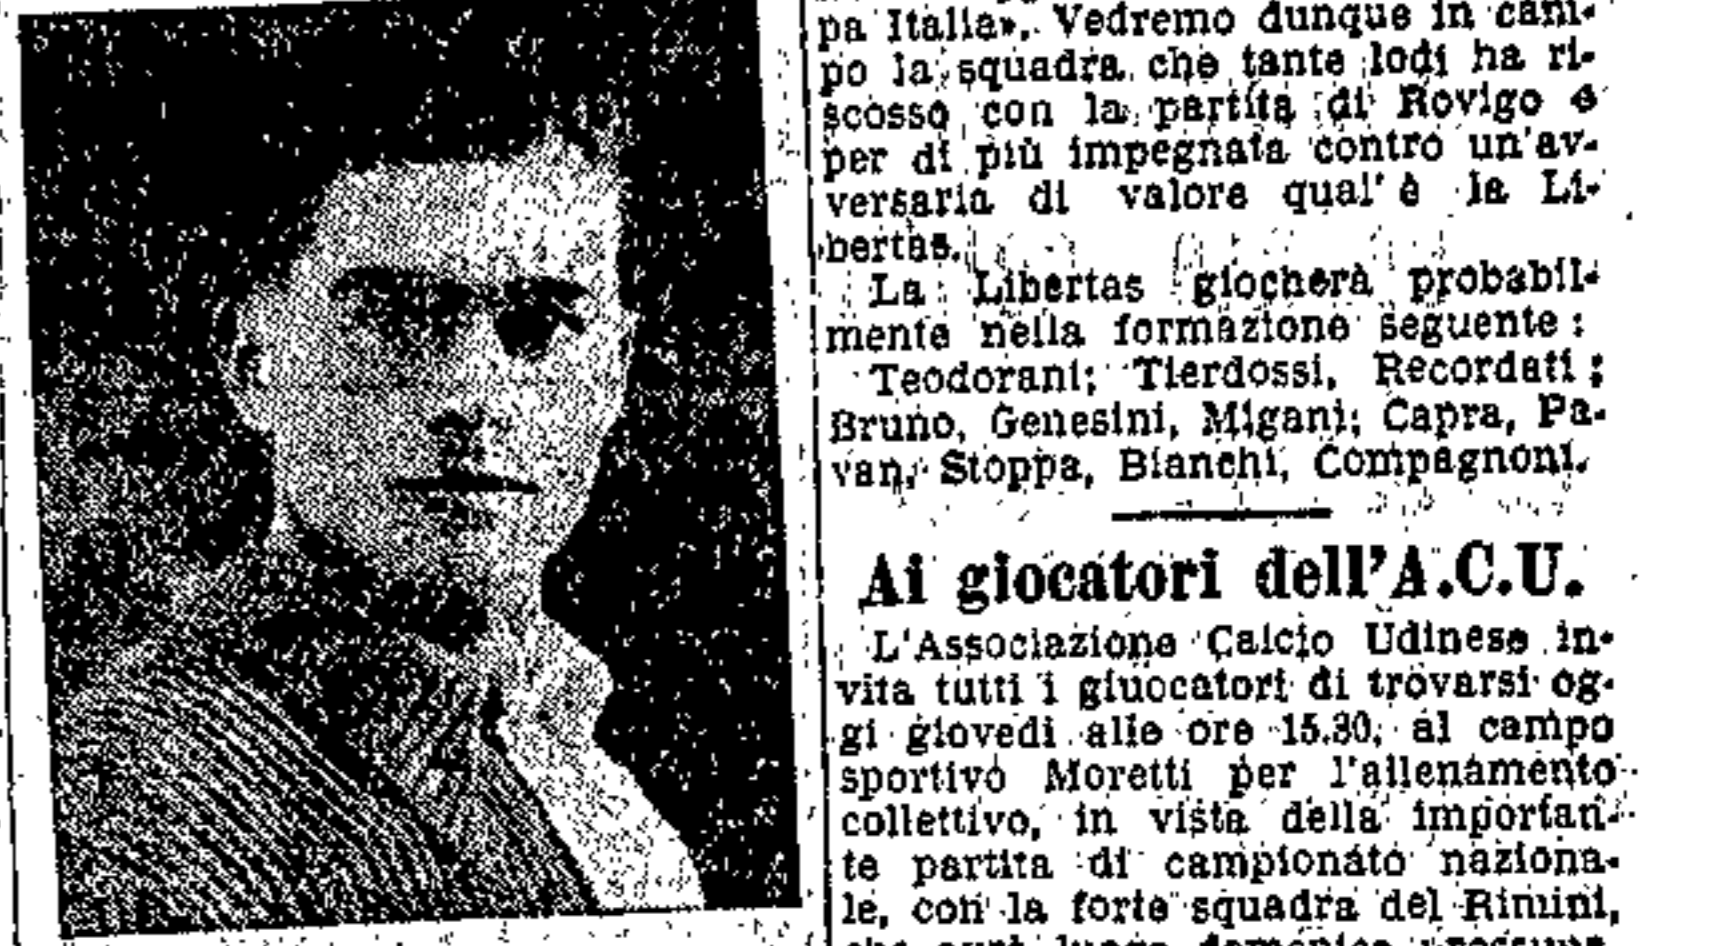 pa Italia». Vedremo dunque in cam-
po la squadra che tante lodi ha ri-
scosso con la partita di Rovigo e
per di più impegnata contro un'av-
versaria di valore qual'è la Li-
bertas.
La Libertas giocherà probabil-
mente nella formazione seguente:
Teodorani; Tierdossi, Recordati;
Bruno, Genesini, Migani; Capra, Pa-
van, Stoppa, Bianchi, Compagnoni.
Ai giocatori dell'A.C.U.
L'Associazione Calcio Udinese in-
vita tutti i giuocatori di trovarsi og-
gi giovedi alle ore 15.30, al campo
sportivo Moretti per l'allenamento
collettivo, in vista della importan-
te partita di campionato naziona-
le, con la forte squadra del Rimini,